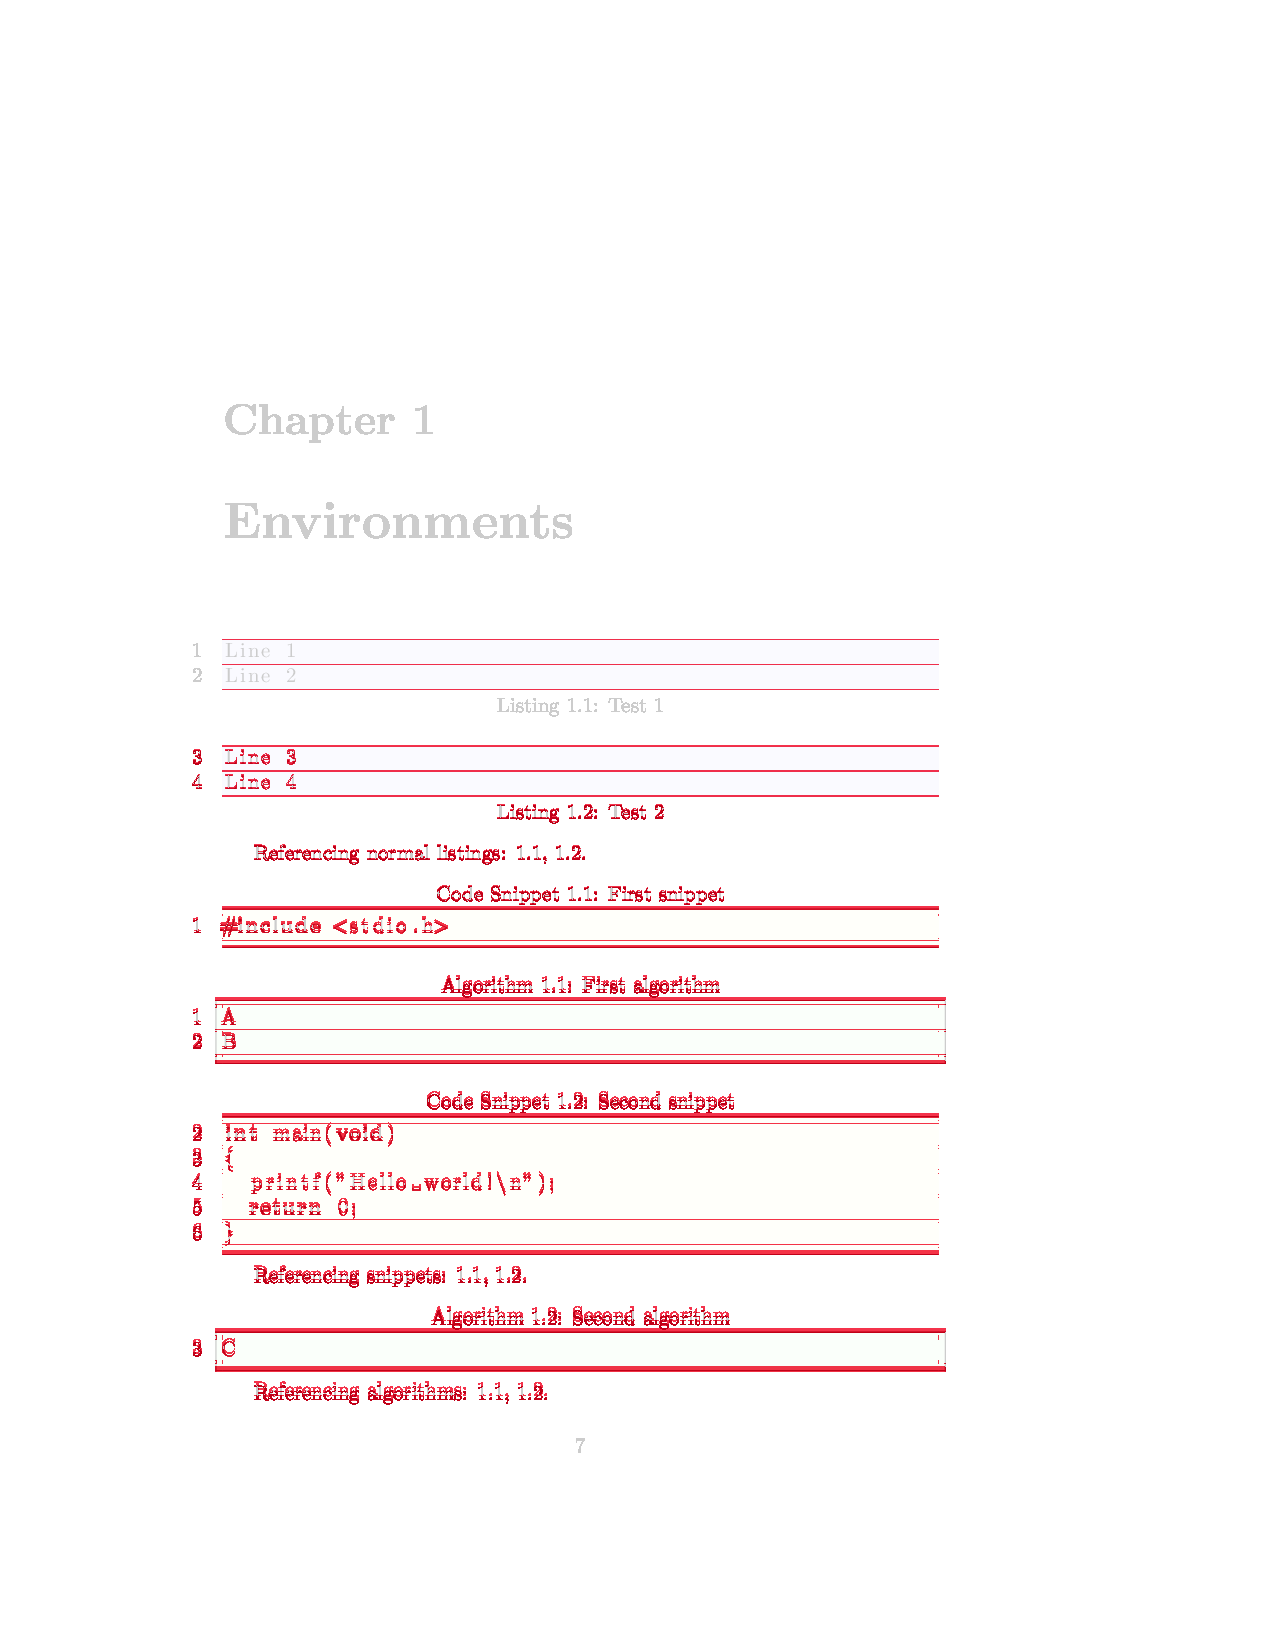 Chapter 1
Environments
1 Line 1
2 Line 2
Listing 1.1: Test 1
3 Line 3
4 Line 4
Listing 1.2: Test 2
Referencing normal listings: 1.1, 1.2.
Code Snippet 1.1: First snippet
1 #include <stdio.h>
Algorithm 1.1: First algorithm
1 A
2 B
Code Snippet 1.2: Second snippet
2 int main(void)
3 {
4 printf("Hello␣world!\n");
5 return 0;
6 }
Referencing snippets: 1.1, 1.2.
Algorithm 1.2: Second algorithm
3 C
Referencing algorithms: 1.1, 1.2.
7